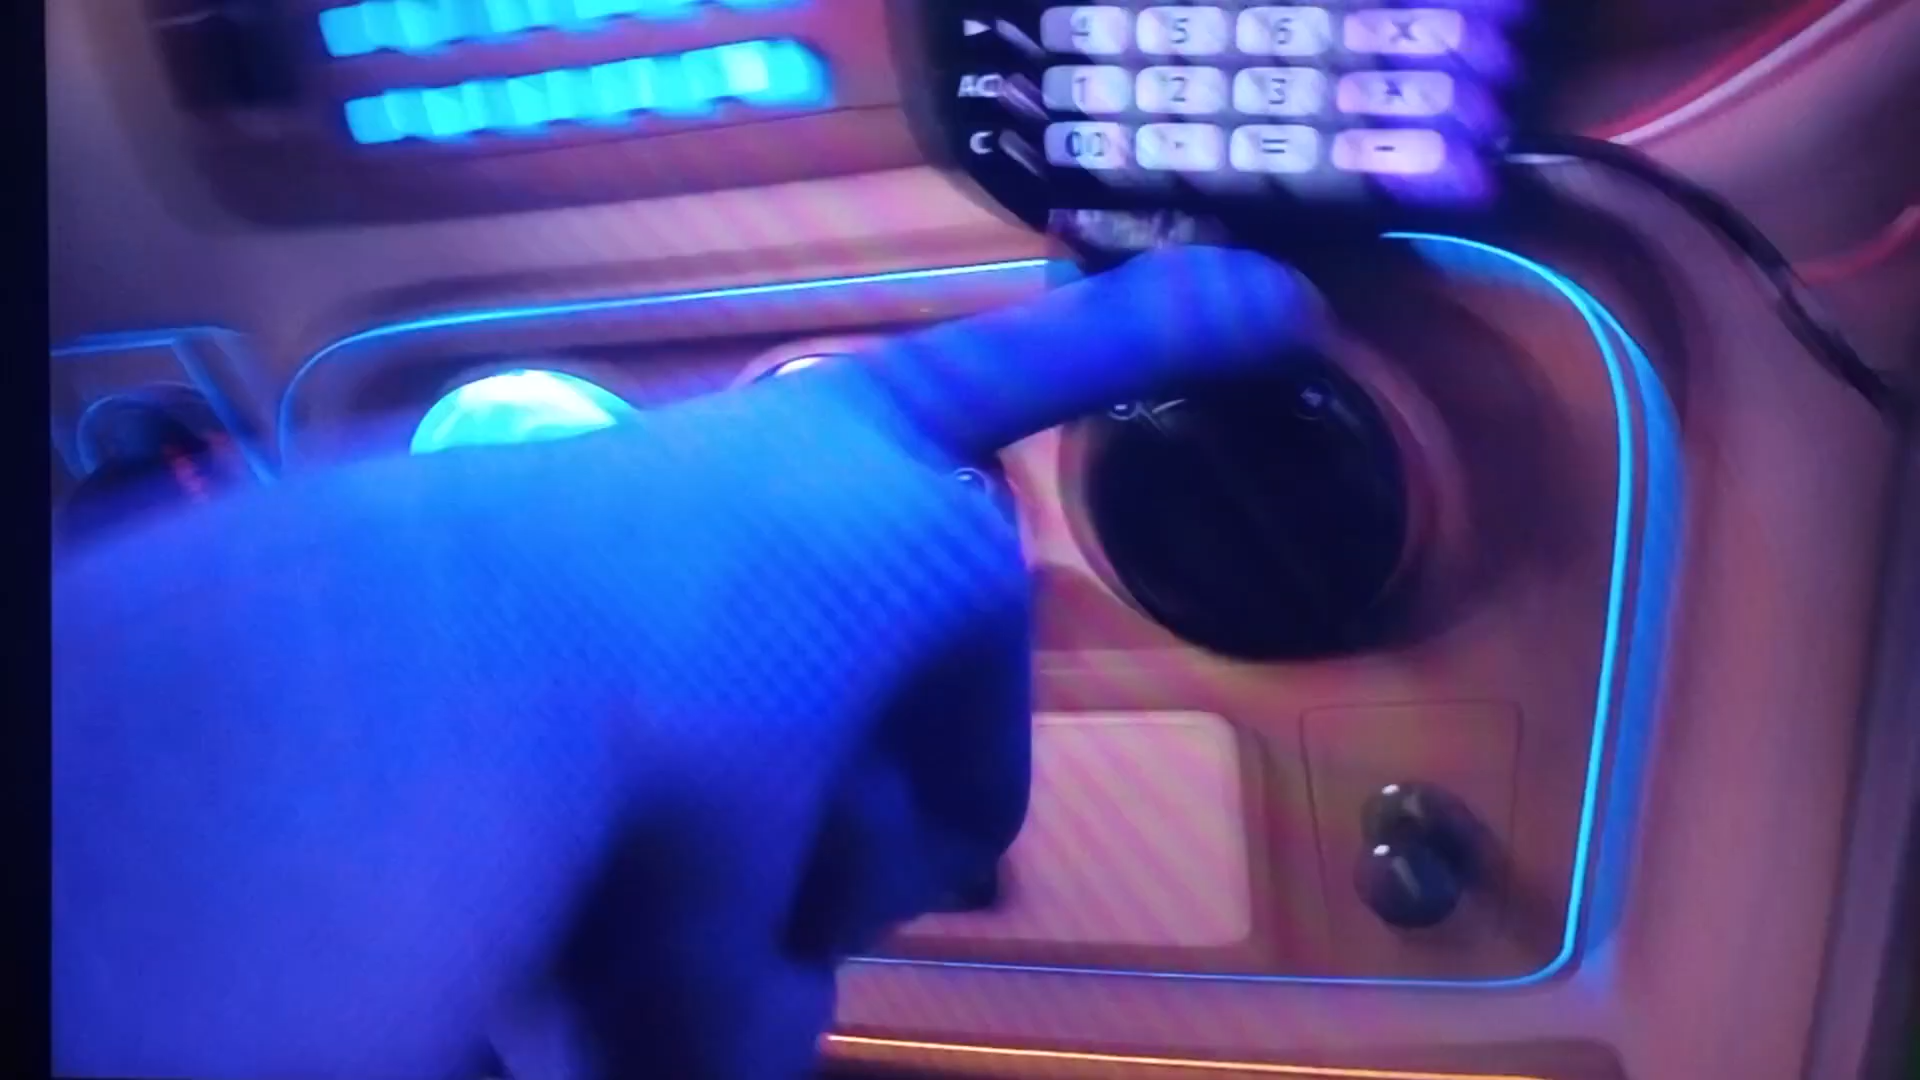 ► 4 5 6 ×
AC 1 2 3 +
C 00 · = -